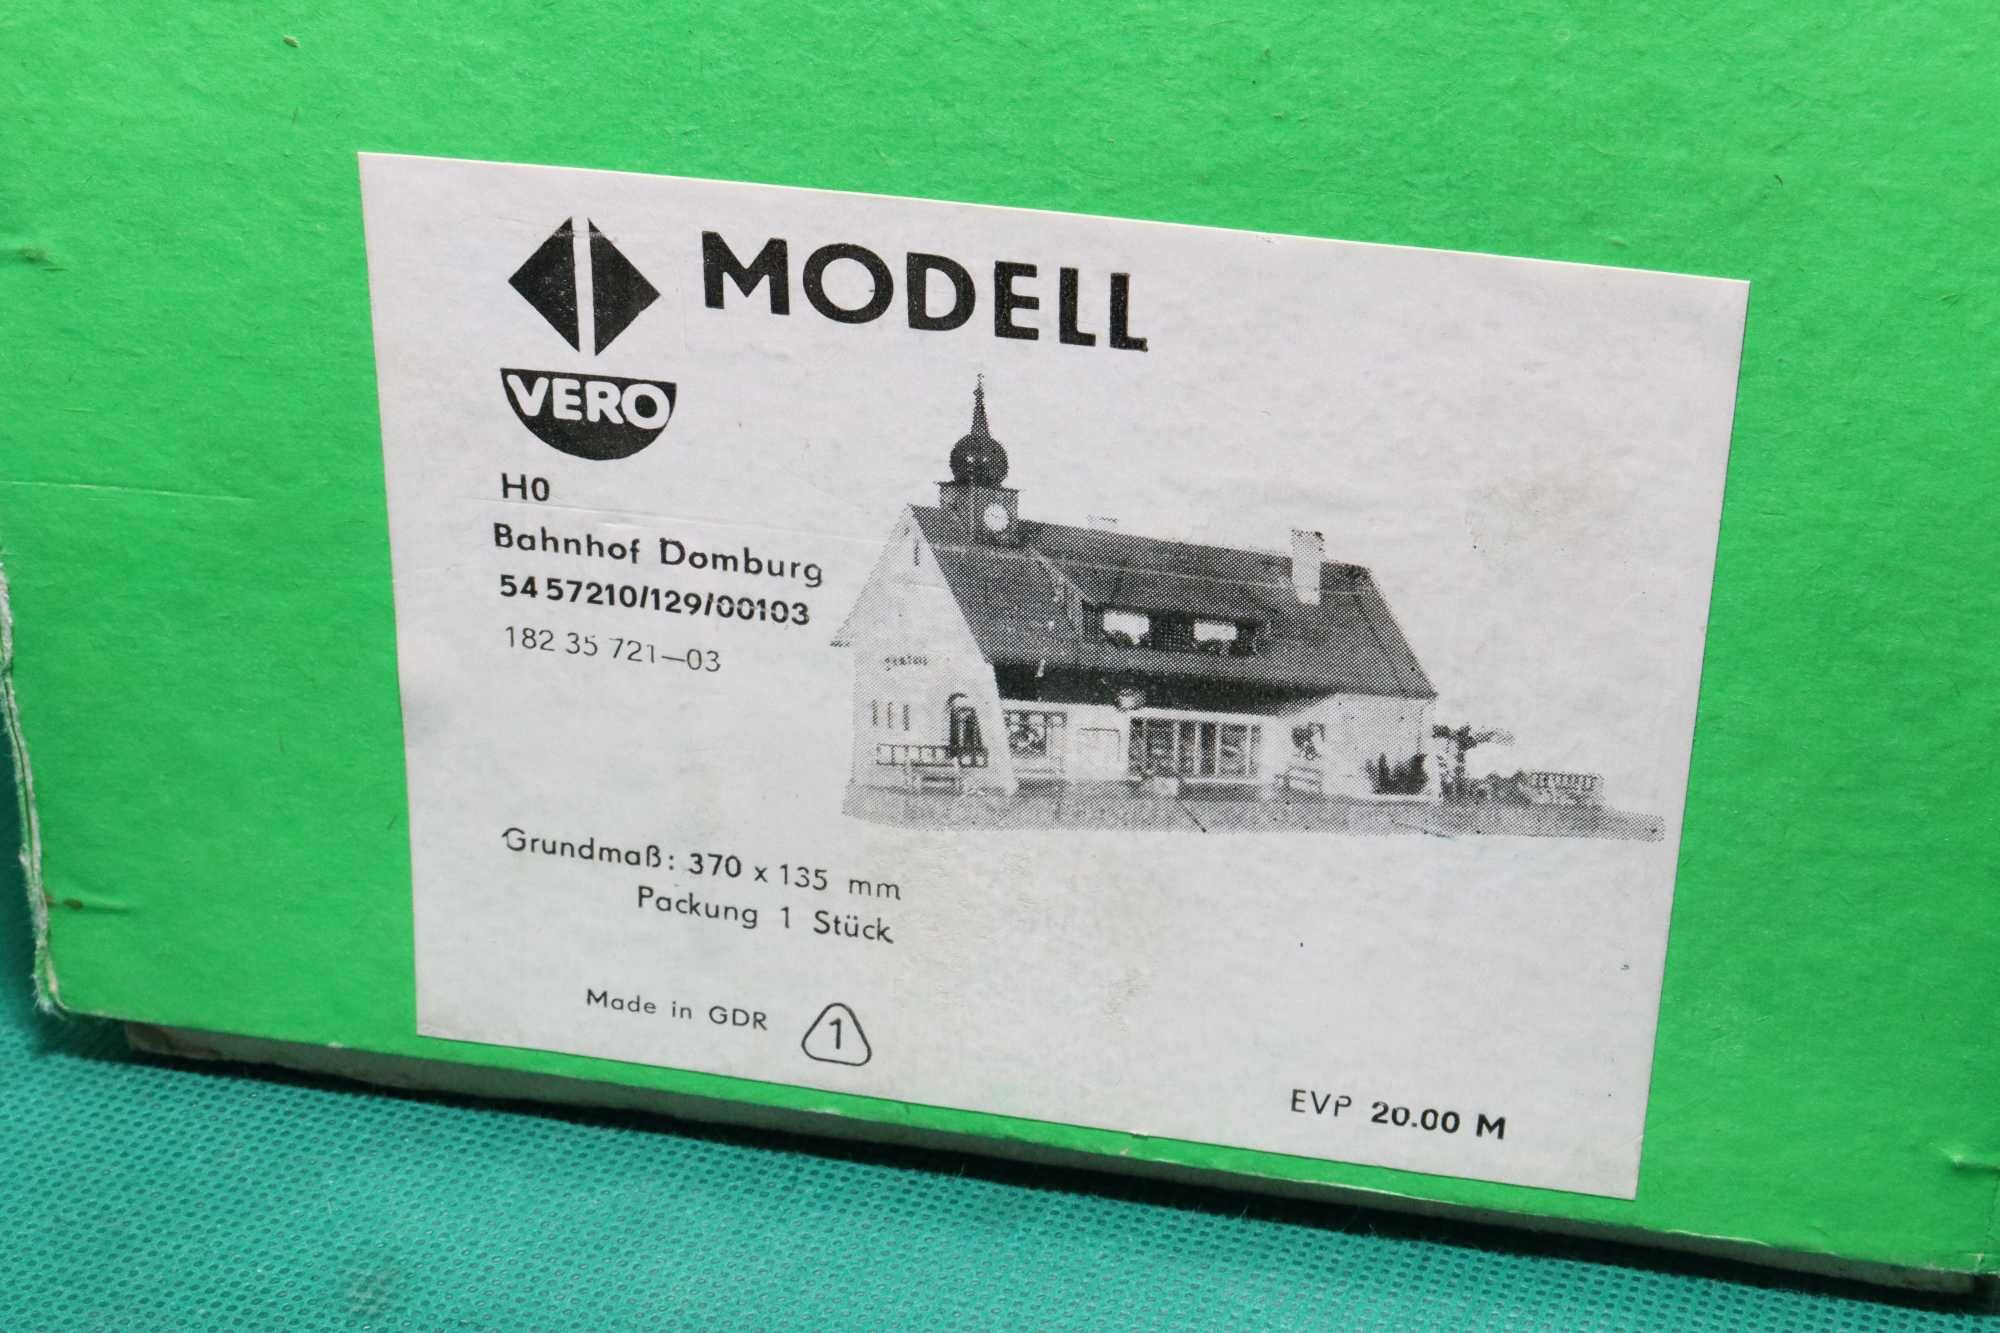 MODELL
VERO
H0
Bahnhof Domburg
54 57210/129/00103
182 35 721—03
Grundmaß: 370 x 135 mm
Packung 1 Stück
Made in GDR 1
EVP 20.00 M